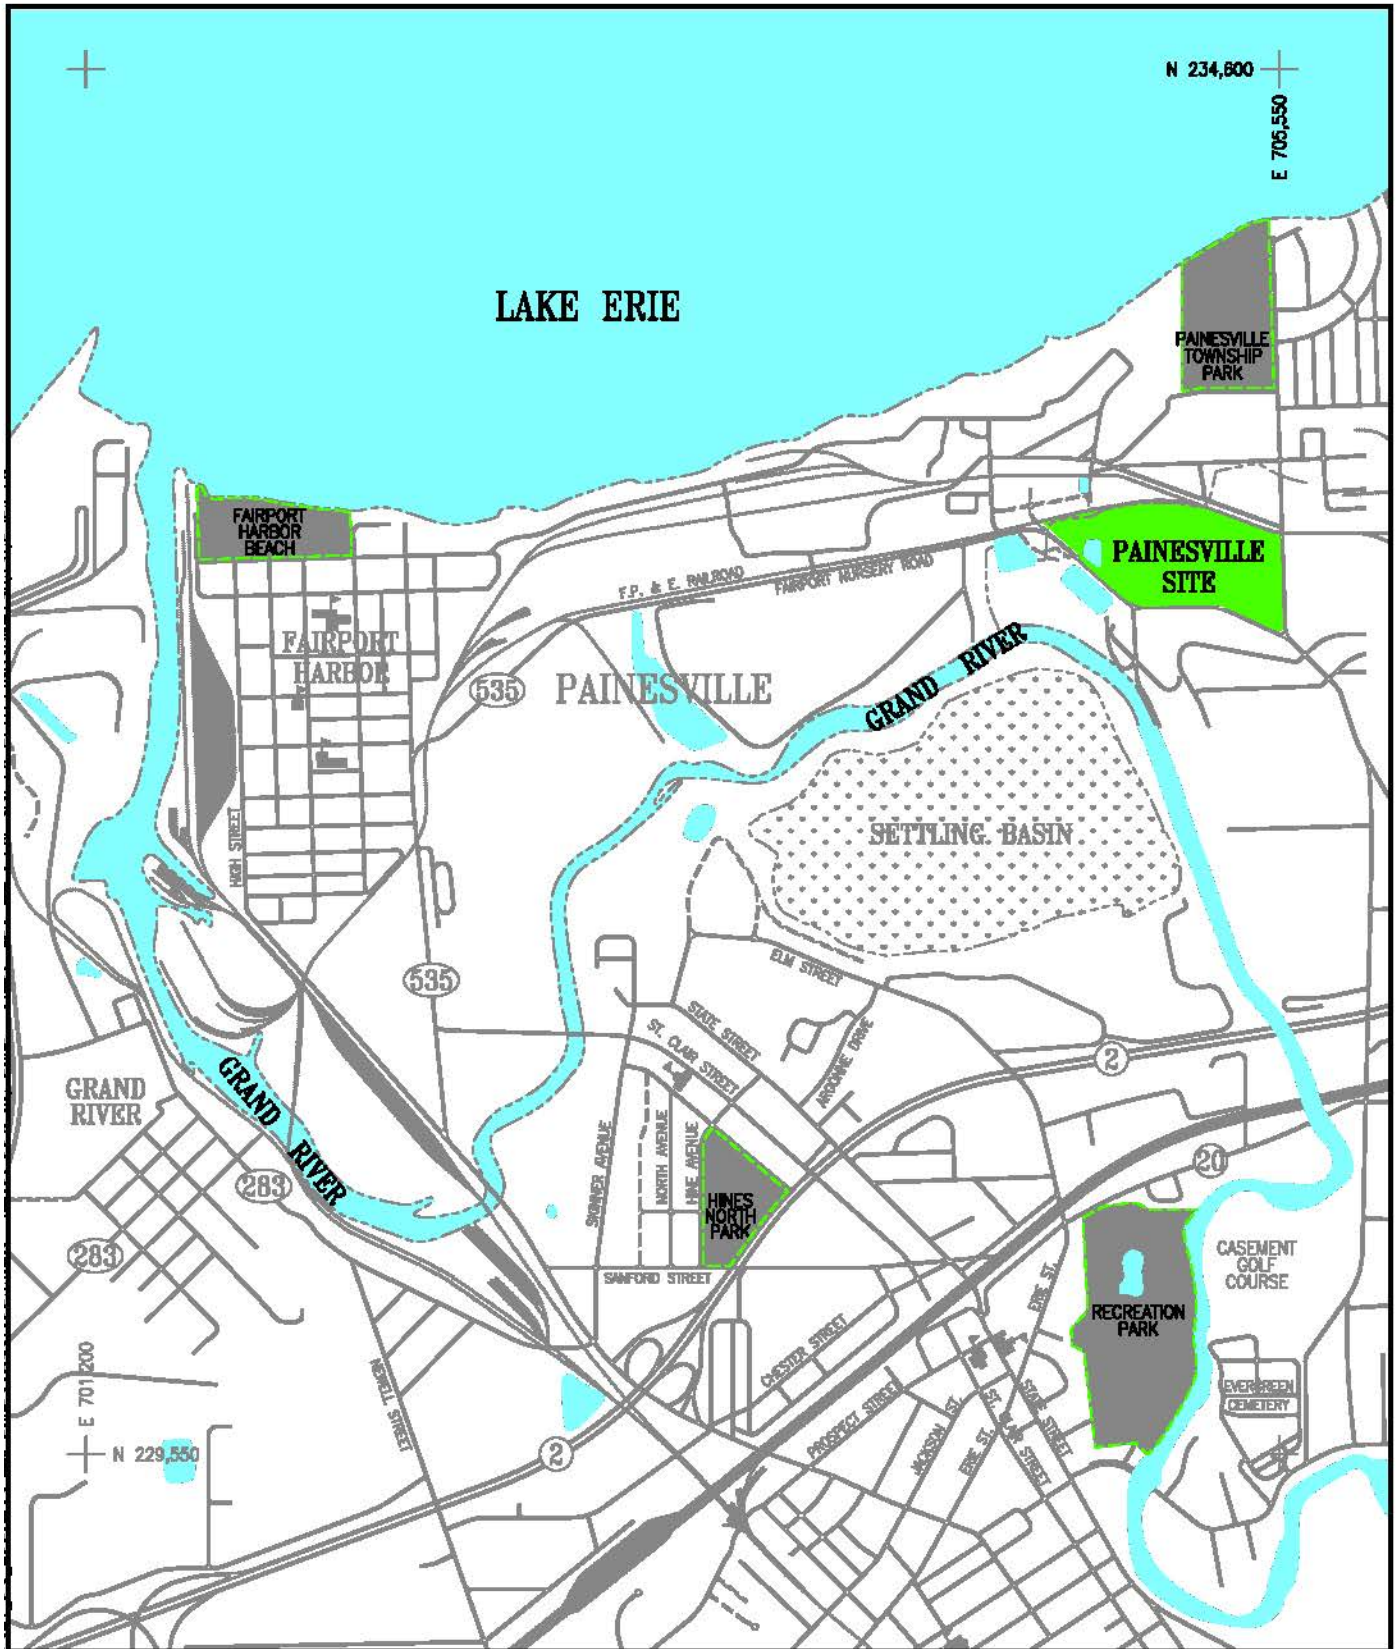 N 234,600
E 705,550
LAKE ERIE
PAINESVILLE
TOWNSHIP
PARK
FAIRPORT
HARBOR
BEACH
PAINESVILLE
SITE
F.P. & E. RAILROAD
FAIRPORT NURSERY ROAD
FAIRPORT
HARBOR
535
PAINESVILLE
GRAND RIVER
HIGH STREET
SETTLING BASIN
535
ELM STREET
STATE STREET
ST. CLAIR STREET
ARGONNE DRIVE
2
GRAND
RIVER
GRAND RIVER
SKINNER AVENUE
NORTH AVENUE
HINE AVENUE
20
283
HINES
NORTH
PARK
283
CASEMENT
GOLF
COURSE
SANFORD STREET
ERIE ST.
RECREATION
PARK
CHESTER STREET
E 701,200
NEWELL STREET
EVERGREEN
CEMETERY
PROSPECT STREET
JACKSON ST.
ERIE ST.
ST. CLAIR STREET
STATE STREET
N 229,550
2